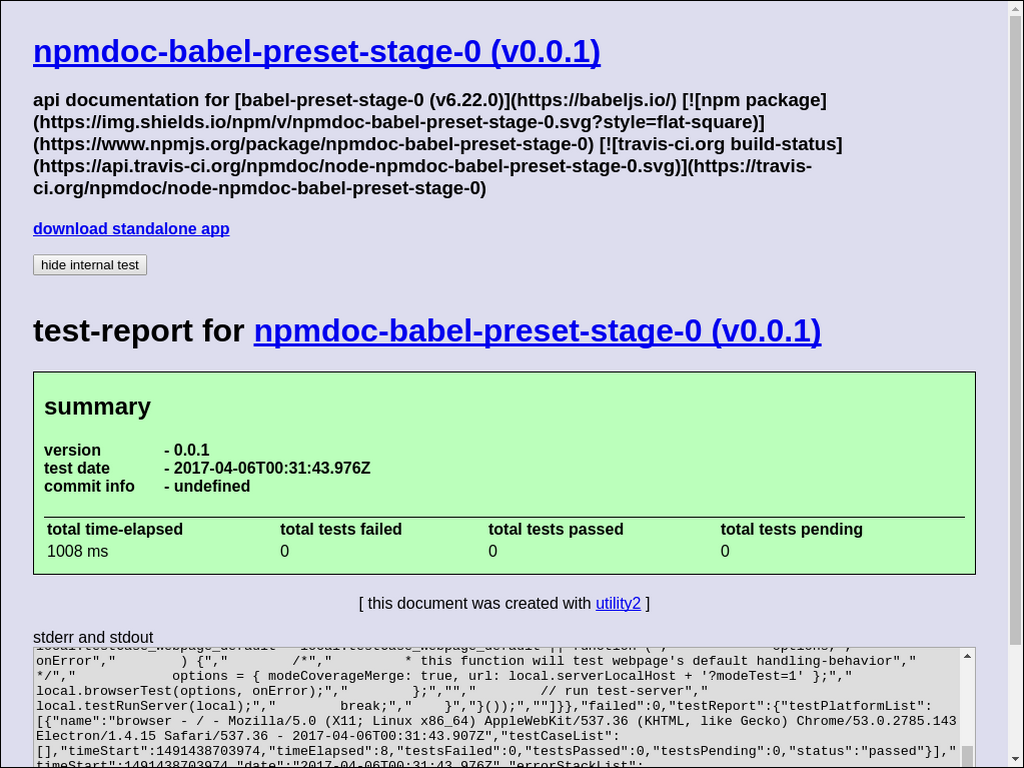 npmdoc-babel-preset-stage-0 (v0.0.1)
api documentation for [babel-preset-stage-0 (v6.22.0)](https://babeljs.io/) [![npm package]
(https://img.shields.io/npm/v/npmdoc-babel-preset-stage-0.svg?style=flat-square)]
(https://www.npmjs.org/package/npmdoc-babel-preset-stage-0) [![travis-ci.org build-status]
(https://api.travis-ci.org/npmdoc/node-npmdoc-babel-preset-stage-0.svg)](https://travis-
ci.org/npmdoc/node-npmdoc-babel-preset-stage-0)
download standalone app
hide internal test
test-report for npmdoc-babel-preset-stage-0 (v0.0.1)
summary
version - 0.0.1
test date - 2017-04-06T00:31:43.976Z
commit info - undefined
total time-elapsed total tests failed total tests passed total tests pending
1008 ms 0 0 0
[ this document was created with utility2 ]
stderr and stdout
onError","        ) {","        /*","         * this function will test webpage's default handling-behavior","
*/","            options = { modeCoverageMerge: true, url: local.serverLocalHost + '?modeTest=1' };","
local.browserTest(options, onError);","        };","","        // run test-server","
local.testRunServer(local);","        break;","    }","}());",""]}},"failed":0,"testReport":{"testPlatformList":
[{"name":"browser - / - Mozilla/5.0 (X11; Linux x86_64) AppleWebKit/537.36 (KHTML, like Gecko) Chrome/53.0.2785.143
Electron/1.4.15 Safari/537.36 - 2017-04-06T00:31:43.907Z","testCaseList":
[],"timeStart":1491438703974,"timeElapsed":8,"testsFailed":0,"testsPassed":0,"testsPending":0,"status":"passed"}],"
timeStart":1491438703974,"date":"2017-04-06T00:31:43.976Z","errorStackList":